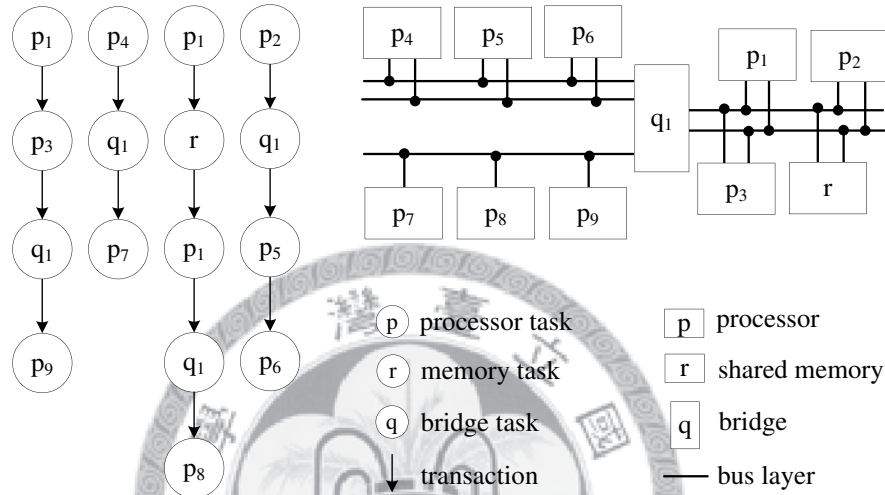 p1 p4 p1 p2
p3 q1 r q1
q1 p7 p1 p5
p9 q1 p6
p8
p4 p5 p6
q1
p1 p2
p3 r
p7 p8 p9
p processor task
r memory task
q bridge task
transaction
p processor
r shared memory
q bridge
bus layer